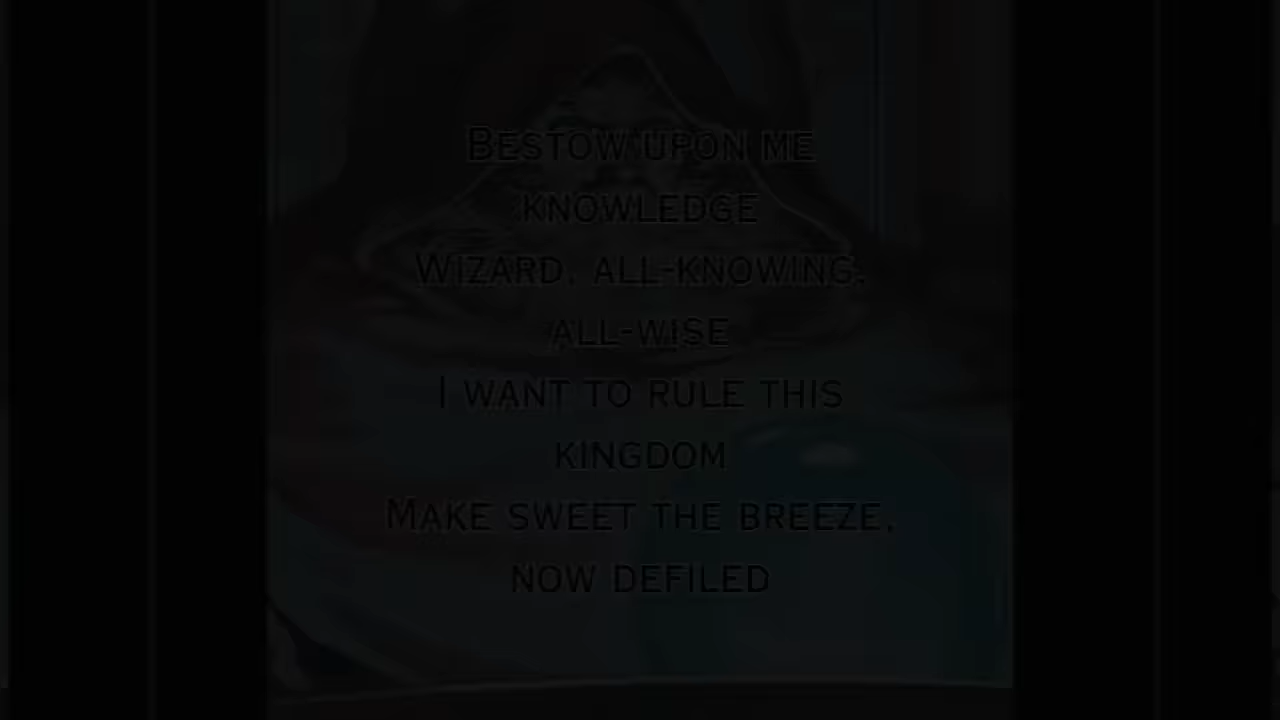 Bestow upon me
knowledge
Wizard, all-knowing,
all-wise
I want to rule this
kingdom
Make sweet the breeze,
now defiled